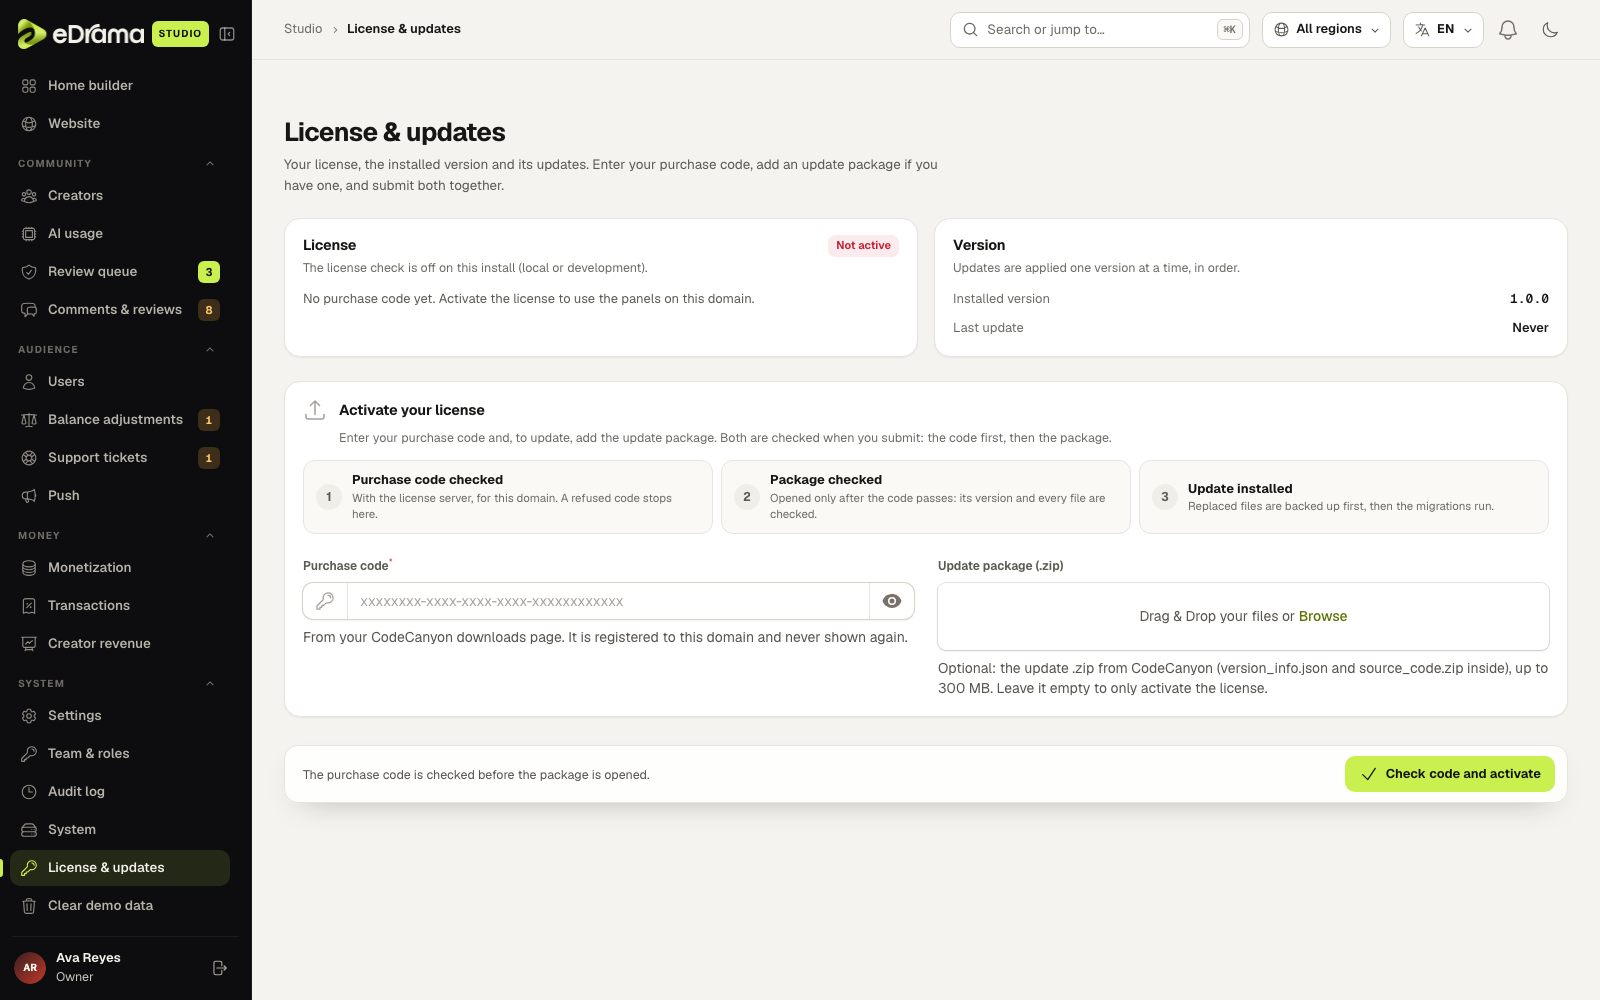 eDrama STUDIO
Home builder
Website
COMMUNITY
Creators
AI usage
Review queue 3
Comments & reviews 8
AUDIENCE
Users
Balance adjustments 1
Support tickets 1
Push
MONEY
Monetization
Transactions
Creator revenue
SYSTEM
Settings
Team & roles
Audit log
System
License & updates
Clear demo data
AR
Ava Reyes
Owner
Studio › License & updates
Search or jump to... ⌘K
All regions
EN
License & updates
Your license, the installed version and its updates. Enter your purchase code, add an update package if you
have one, and submit both together.
License Not active
The license check is off on this install (local or development).
No purchase code yet. Activate the license to use the panels on this domain.
Version
Updates are applied one version at a time, in order.
Installed version 1.0.0
Last update Never
Activate your license
Enter your purchase code and, to update, add the update package. Both are checked when you submit: the code first, then the package.
1
Purchase code checked
With the license server, for this domain. A refused code stops
here.
2
Package checked
Opened only after the code passes: its version and every file are
checked.
3
Update installed
Replaced files are backed up first, then the migrations run.
Purchase code*
xxxxxxxx-xxxx-xxxx-xxxx-xxxxxxxxxxxx
From your CodeCanyon downloads page. It is registered to this domain and never shown again.
Update package (.zip)
Drag & Drop your files or Browse
Optional: the update .zip from CodeCanyon (version_info.json and source_code.zip inside), up to
300 MB. Leave it empty to only activate the license.
The purchase code is checked before the package is opened.
Check code and activate